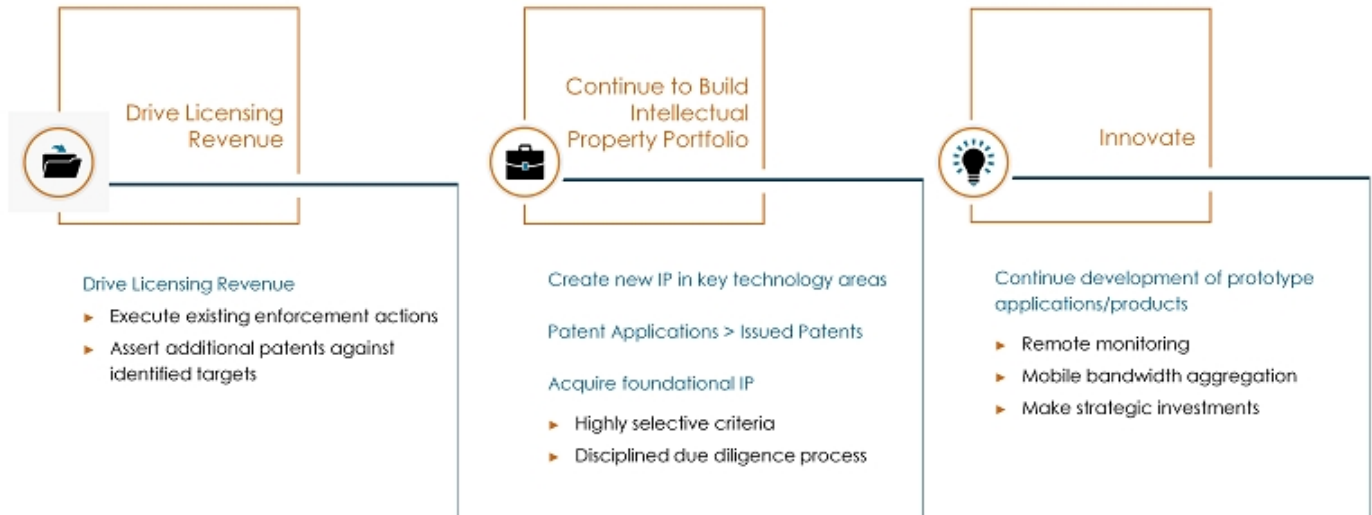 Drive Licensing
Revenue
Drive Licensing Revenue
► Execute existing enforcement actions
► Assert additional patents against
identified targets
Continue to Build
Intellectual
Property Portfolio
Create new IP in key technology areas
Patent Applications > Issued Patents
Acquire foundational IP
► Highly selective criteria
► Disciplined due diligence process
Innovate
Continue development of prototype
applications/products
► Remote monitoring
► Mobile bandwidth aggregation
► Make strategic investments